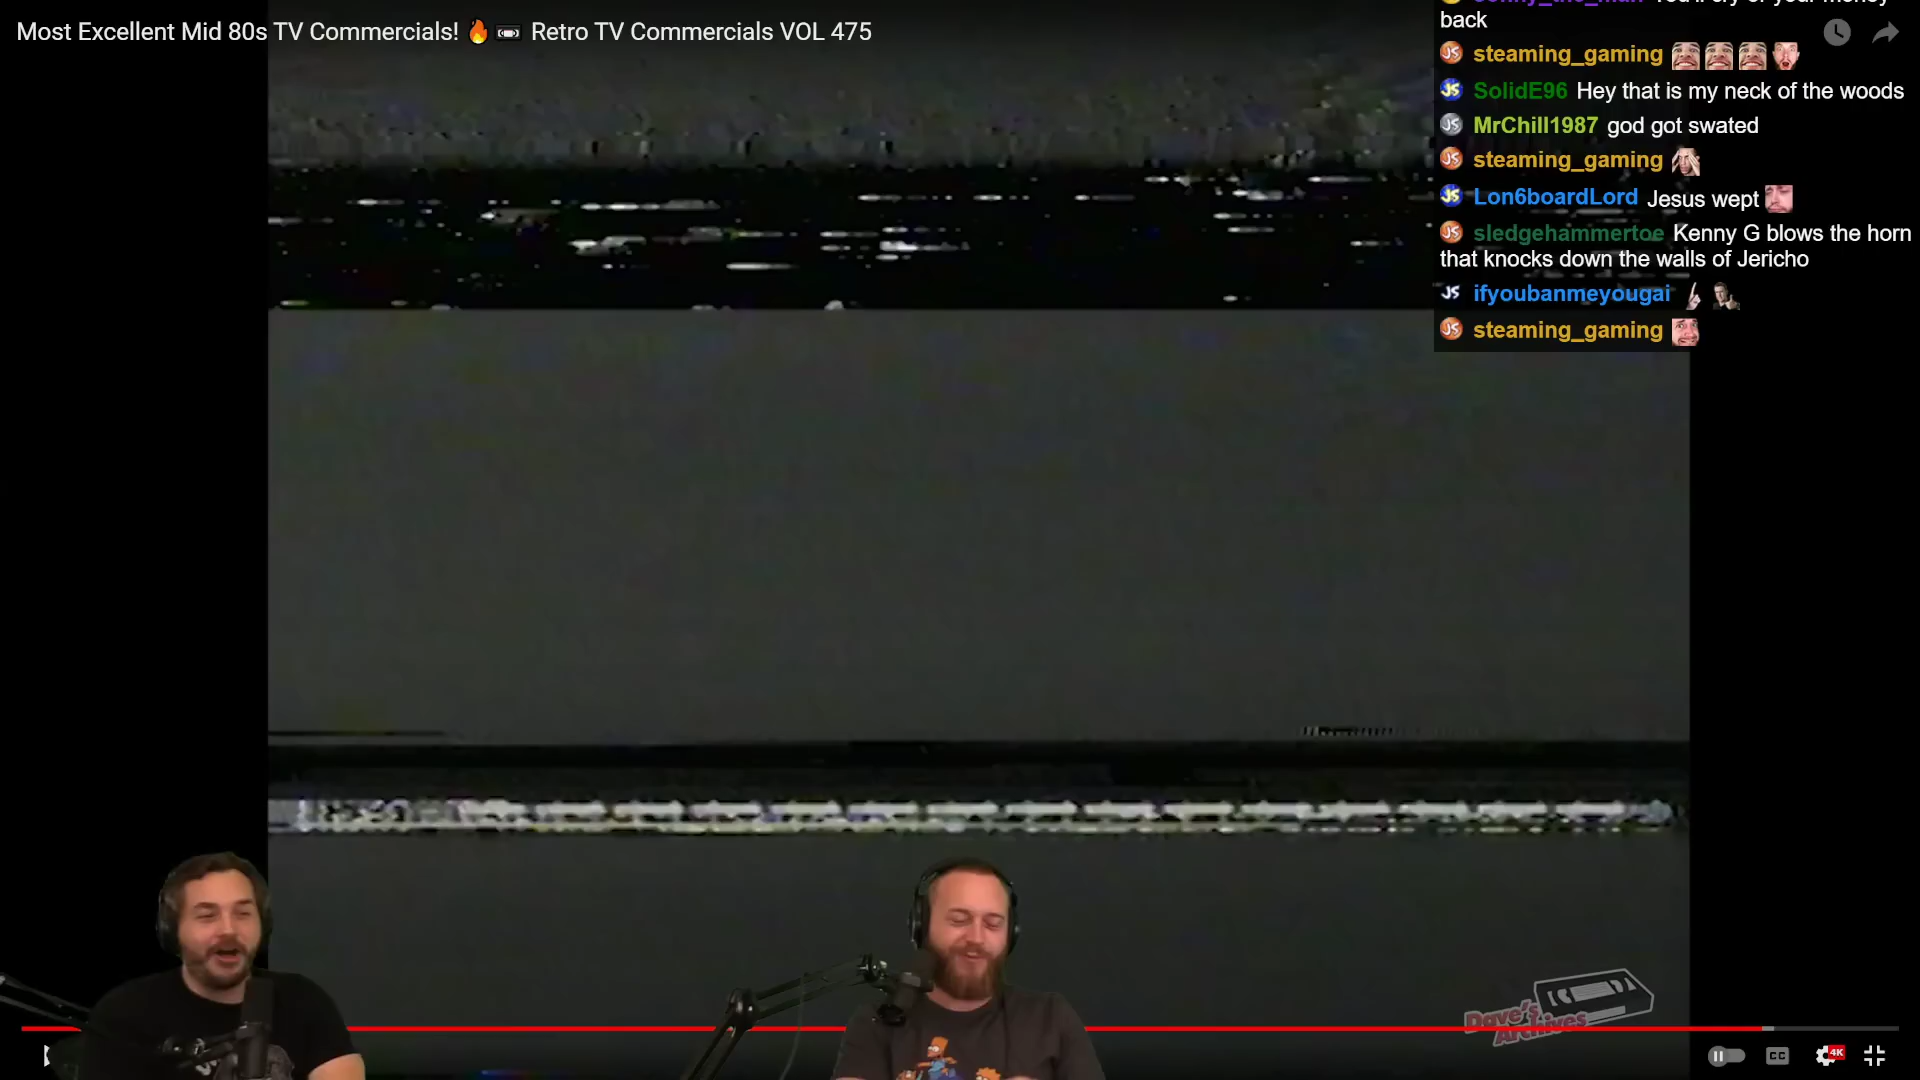 Most Excellent Mid 80s TV Commercials! 🔥📼 Retro TV Commercials VOL 475
back
steaming_gaming
SolidE96 Hey that is my neck of the woods
MrChill1987 god got swated
steaming_gaming
Lon6boardLord Jesus wept
sledgehammertoe Kenny G blows the horn
that knocks down the walls of Jericho
ifyoubanmeyougai
steaming_gaming
Dave's
Archives
CC
4K